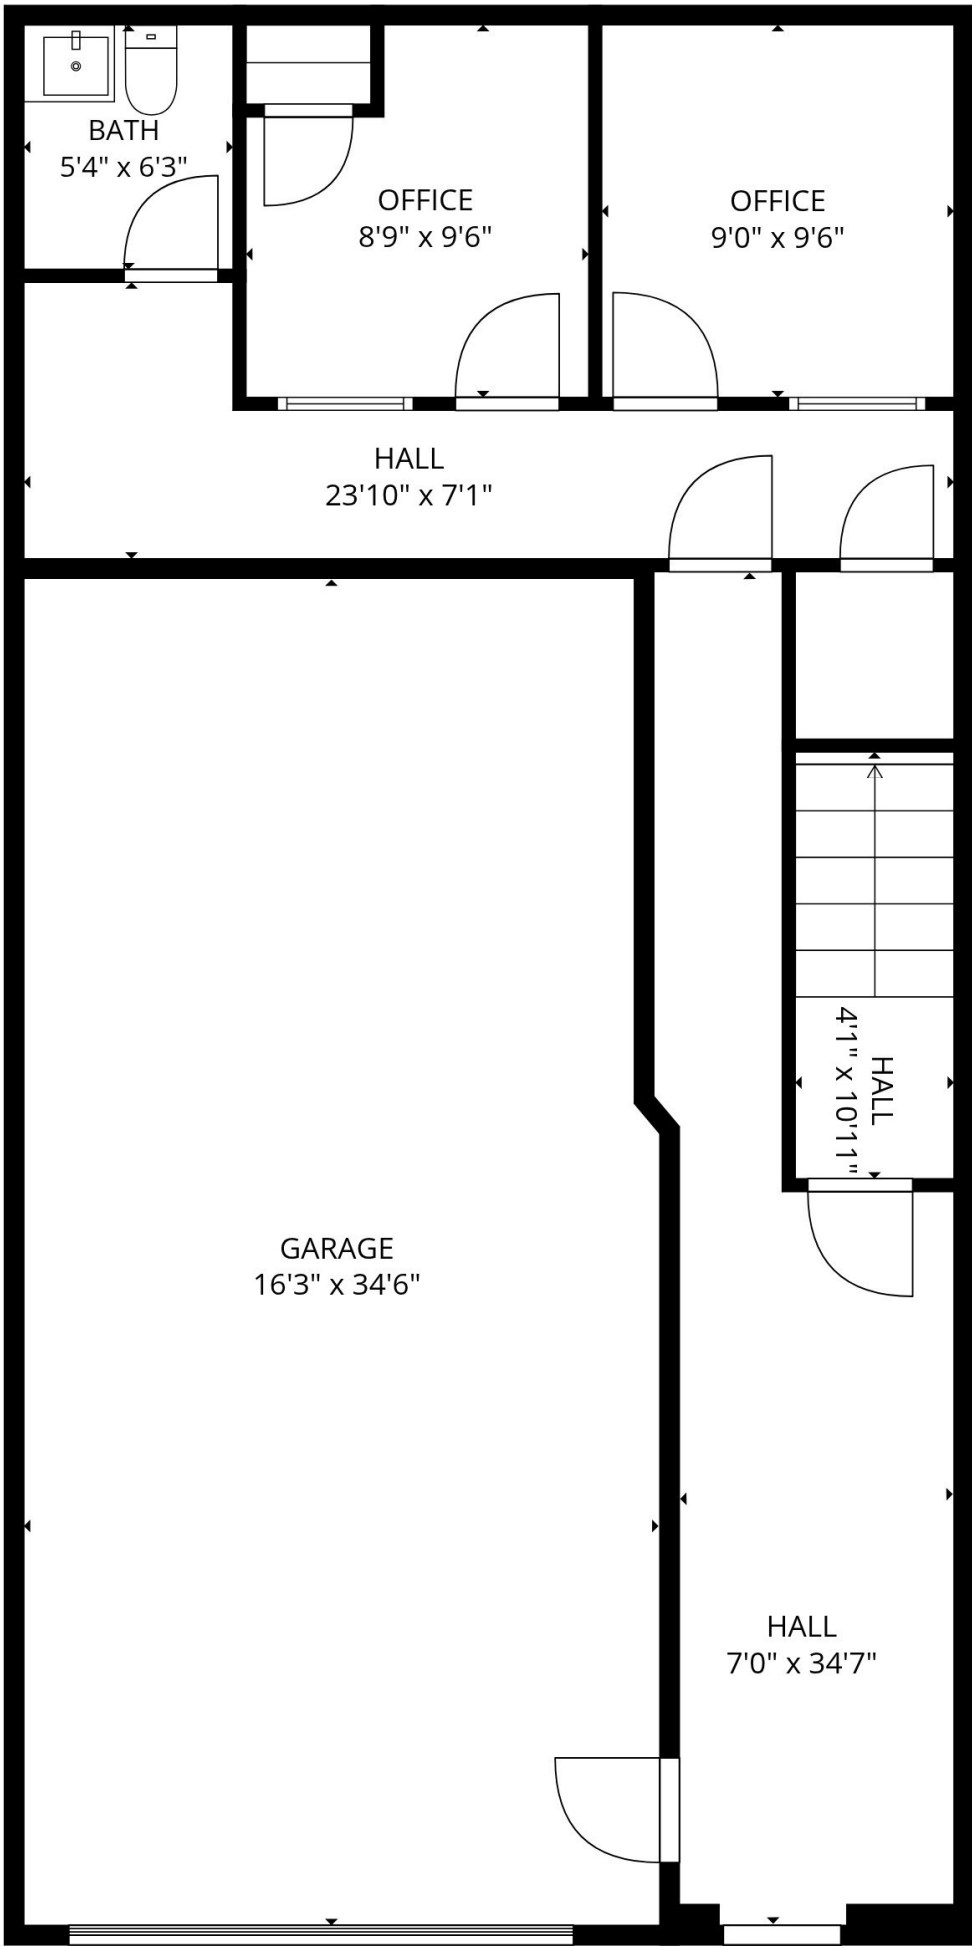 BATH
5'4" x 6'3"
OFFICE
8'9" x 9'6"
OFFICE
9'0" x 9'6"
HALL
23'10" x 7'1"
HALL
4'1" x 10'11"
GARAGE
16'3" x 34'6"
HALL
7'0" x 34'7"